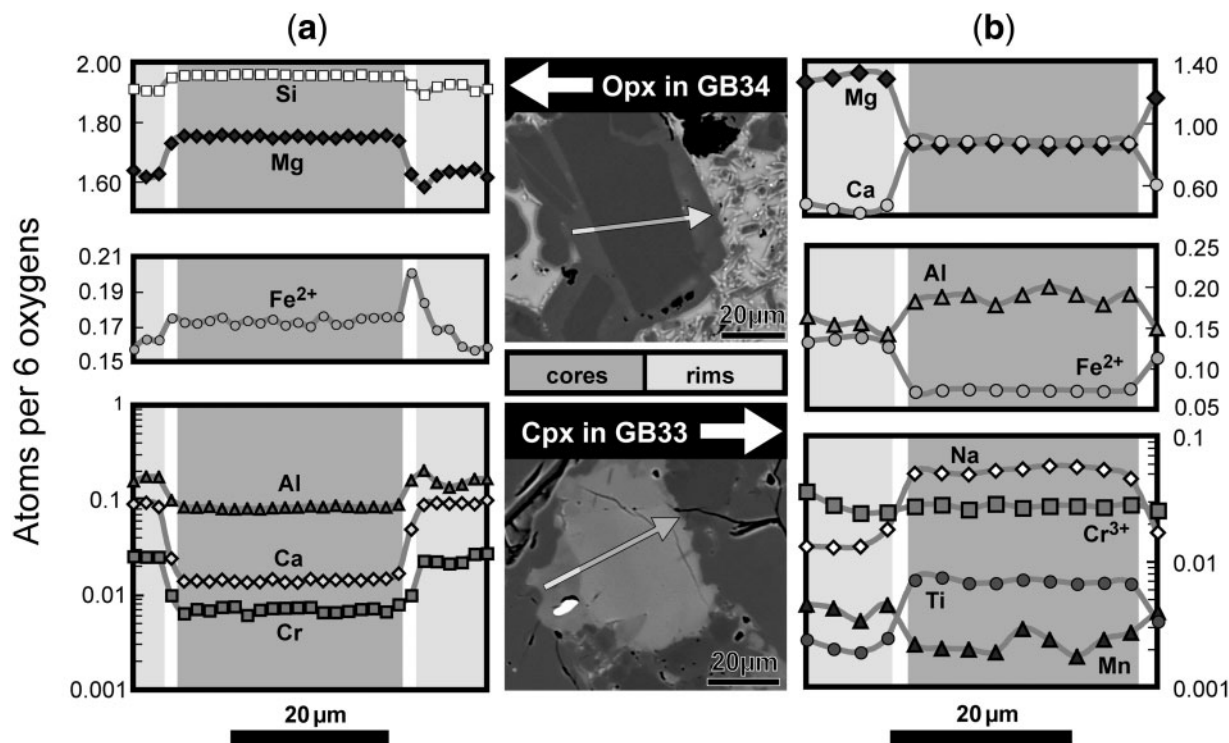 (a)
(b)
Atoms per 6 oxygens
2.00
1.80
1.60
Si
Mg
0.21
0.19
0.17
0.15
Fe2+
1
0.1
0.01
0.001
Al
Ca
Cr
20 µm
Opx in GB34
20µm
cores
rims
Cpx in GB33
20µm
1.40
1.00
0.60
Mg
Ca
0.25
0.20
0.15
0.10
0.05
Al
Fe2+
0.1
0.01
0.001
Na
Cr3+
Ti
Mn
20 µm